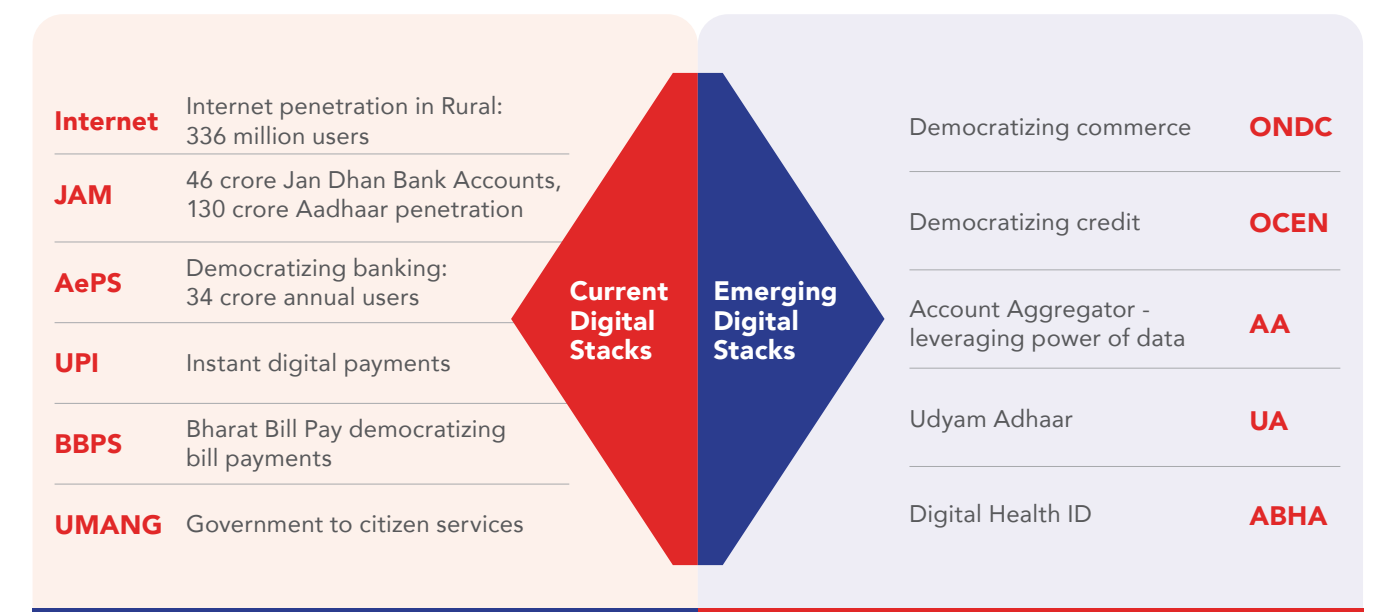 Internet
Internet penetration in Rural:
336 million users
JAM
46 crore Jan Dhan Bank Accounts,
130 crore Aadhaar penetration
AePS
Democratizing banking:
34 crore annual users
UPI
Instant digital payments
BBPS
Bharat Bill Pay democratizing
bill payments
UMANG
Government to citizen services
Current
Digital
Stacks
Emerging
Digital
Stacks
Democratizing commerce
ONDC
Democratizing credit
OCEN
Account Aggregator -
leveraging power of data
AA
Udyam Adhaar
UA
Digital Health ID
ABHA